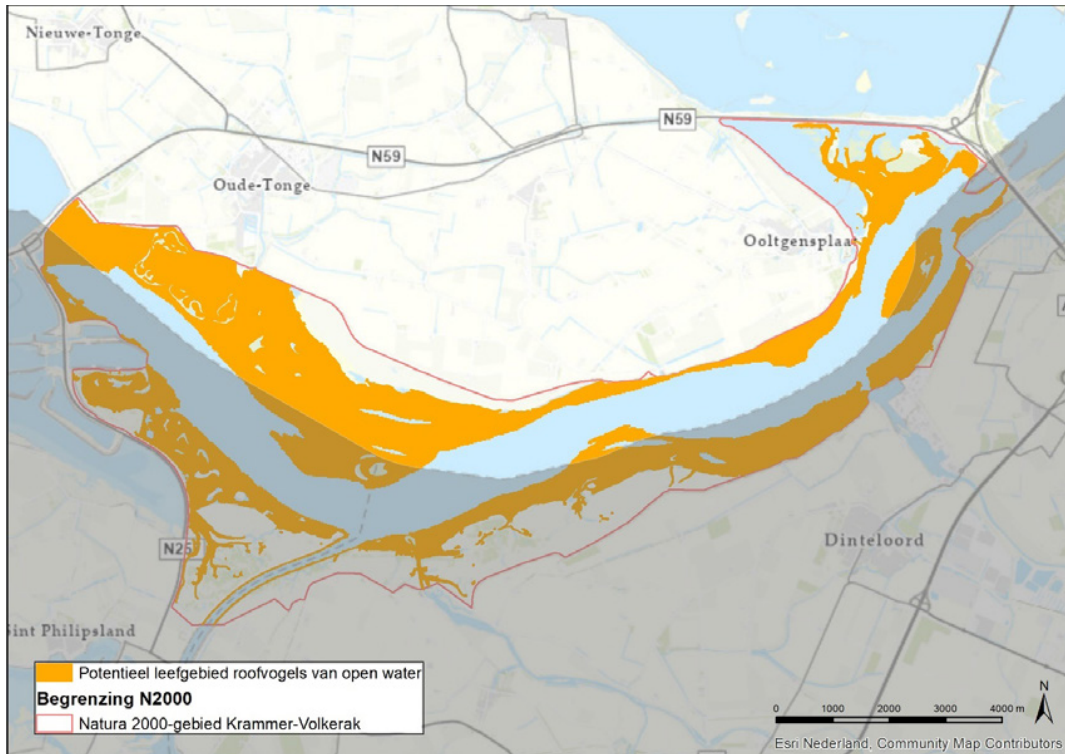 Nieuwe-Tonge
N59
N59
Oude-Tonge
Ooltgensplaa
A
N25
Dinteloord
Sint Philipsland
Potentieel leefgebied roofvogels van open water
Begrenzing N2000
Natura 2000-gebied Krammer-Volkerak
N
0 1000 2000 3000 4000 m
Esri Nederland, Community Map Contributors